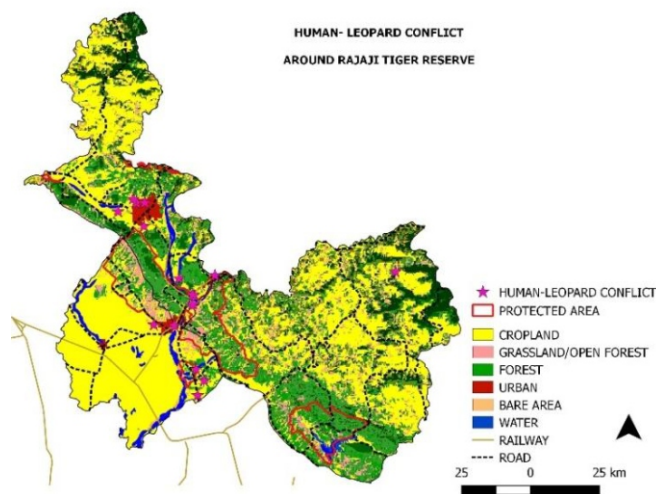 HUMAN- LEOPARD CONFLICT
AROUND RAJAJI TIGER RESERVE
HUMAN-LEOPARD CONFLICT
PROTECTED AREA
CROPLAND
GRASSLAND/OPEN FOREST
FOREST
URBAN
BARE AREA
WATER
RAILWAY
ROAD
25 0 25 km